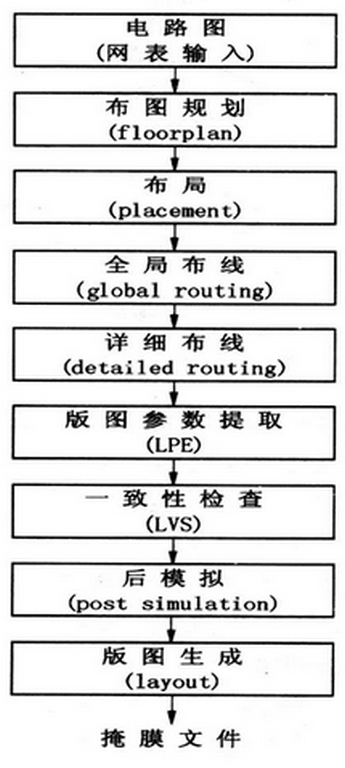 电路图
(网表输入)
布图规划
(floorplan)
布局
(placement)
全局布线
(global routing)
详细布线
(detailed routing)
版图参数提取
(LPE)
一致性检查
(LVS)
后模拟
(post simulation)
版图生成
(layout)
掩膜文件